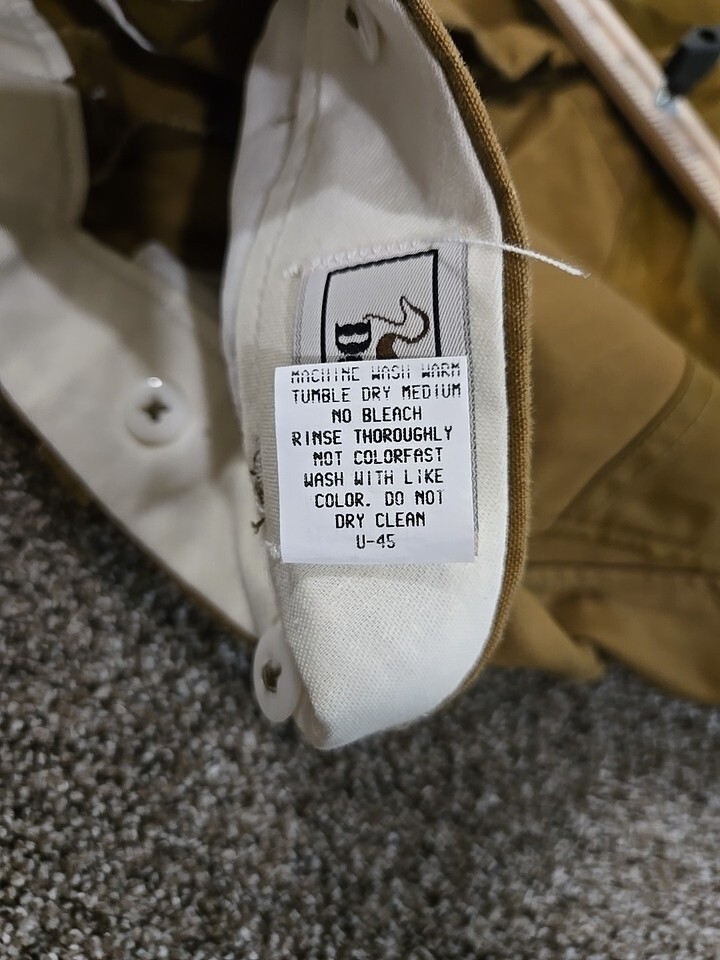 MACHINE WASH WARM
TUMBLE DRY MEDIUM
NO BLEACH
RINSE THOROUGHLY
NOT COLORFAST
WASH WITH LIKE
COLOR. DO NOT
DRY CLEAN
U-45